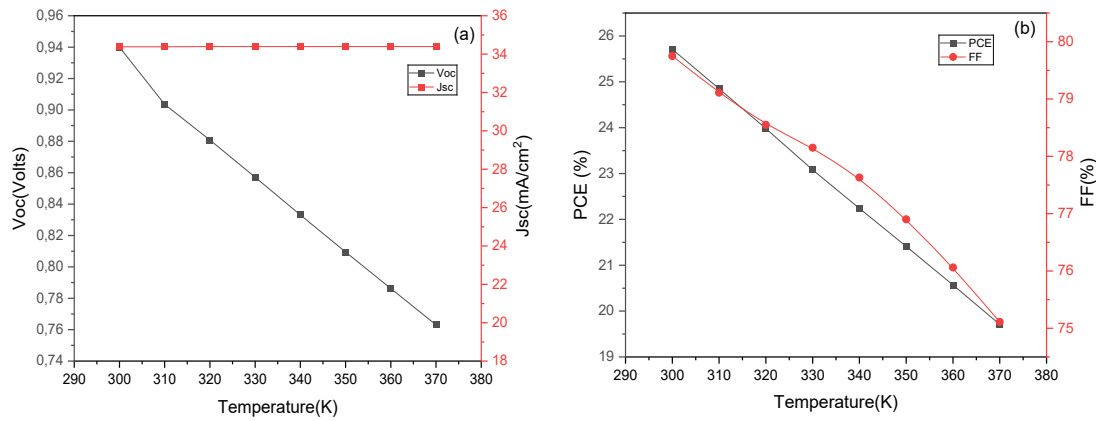 (a)
Voc
Jsc
Voc(Volts)
0,96
0,94
0,92
0,90
0,88
0,86
0,84
0,82
0,80
0,78
0,76
0,74
Jsc(mA/cm²)
36
34
32
30
28
26
24
22
20
18
290 300 310 320 330 340 350 360 370 380
Temperature(K)
(b)
PCE
FF
PCE (%)
26
25
24
23
22
21
20
19
FF(%)
80
79
78
77
76
75
290 300 310 320 330 340 350 360 370 380
Temperature(K)